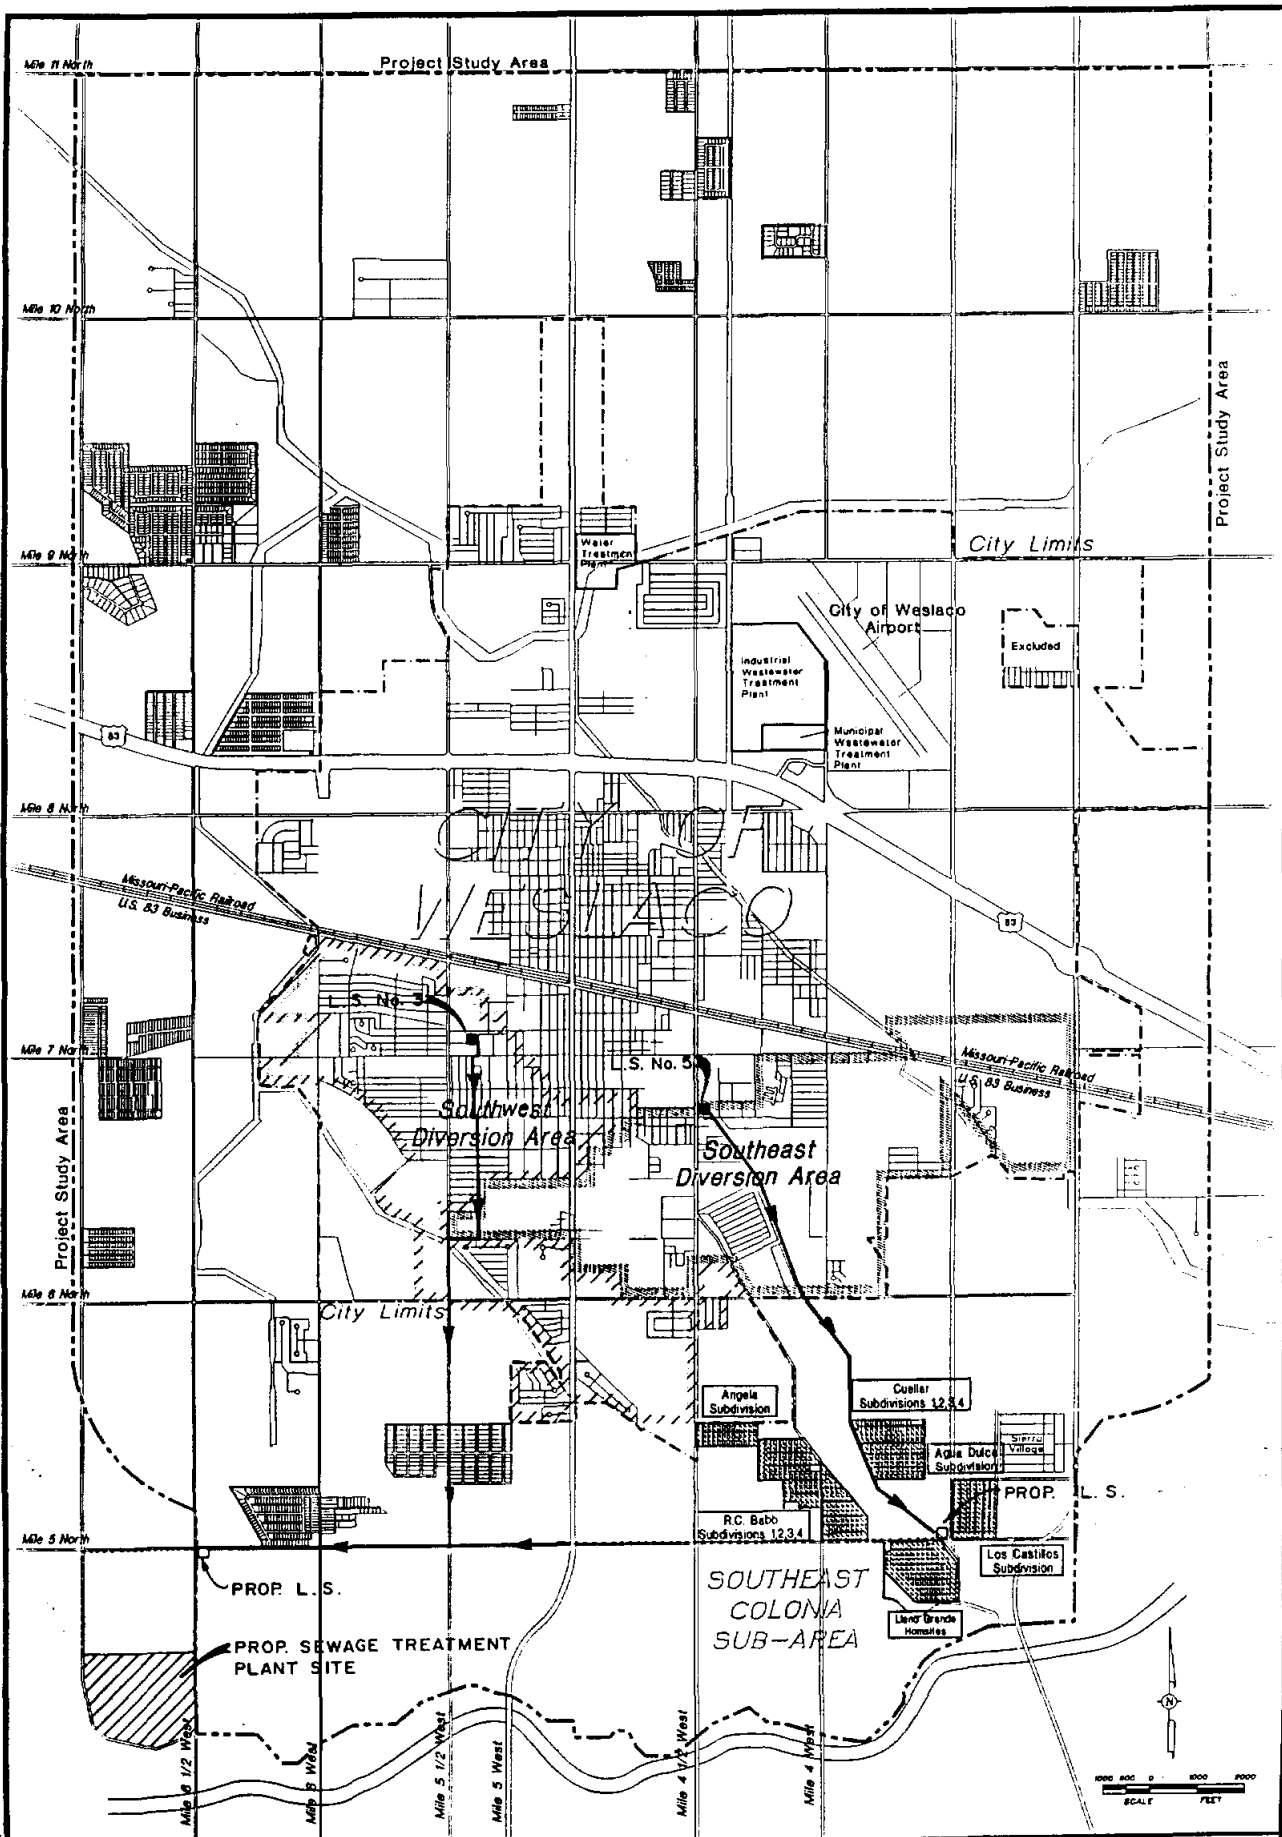 Mile 11 North
Project Study Area
Mile 10 North
Project Study Area
Water
Treatment
Plant
City Limits
Mile 9 North
City of Weslaco
Airport
Excluded
Industrial
Wastewater
Treatment
Plant
83
Municipal
Wastewater
Treatment
Plant
Mile 8 North
CITY OF
WESLACO
Missouri-Pacific Railroad
U.S. 83 Business
83
L.S. No. 3
Mile 7 North
L.S. No. 5
Missouri-Pacific Railroad
U.S. 83 Business
Southwest
Diversion Area
Southeast
Diversion Area
Project Study Area
Mile 6 North
City Limits
Angela
Subdivision
Cuellar
Subdivisions 1,2,3,4
Sierra
Village
Agua Dulce
Subdivision
PROP. L.S.
R.C. Babb
Subdivisions 1,2,3,4
Mile 5 North
Los Castillos
Subdivision
PROP. L.S.
SOUTHEAST
COLONIA
SUB-AREA
Llano Grande
Homesites
PROP. SEWAGE TREATMENT
PLANT SITE
N
Mile 6 1/2 West
Mile 6 West
Mile 5 1/2 West
Mile 5 West
Mile 4 1/2 West
Mile 4 West
1000 500 0 1000 2000
SCALE FEET